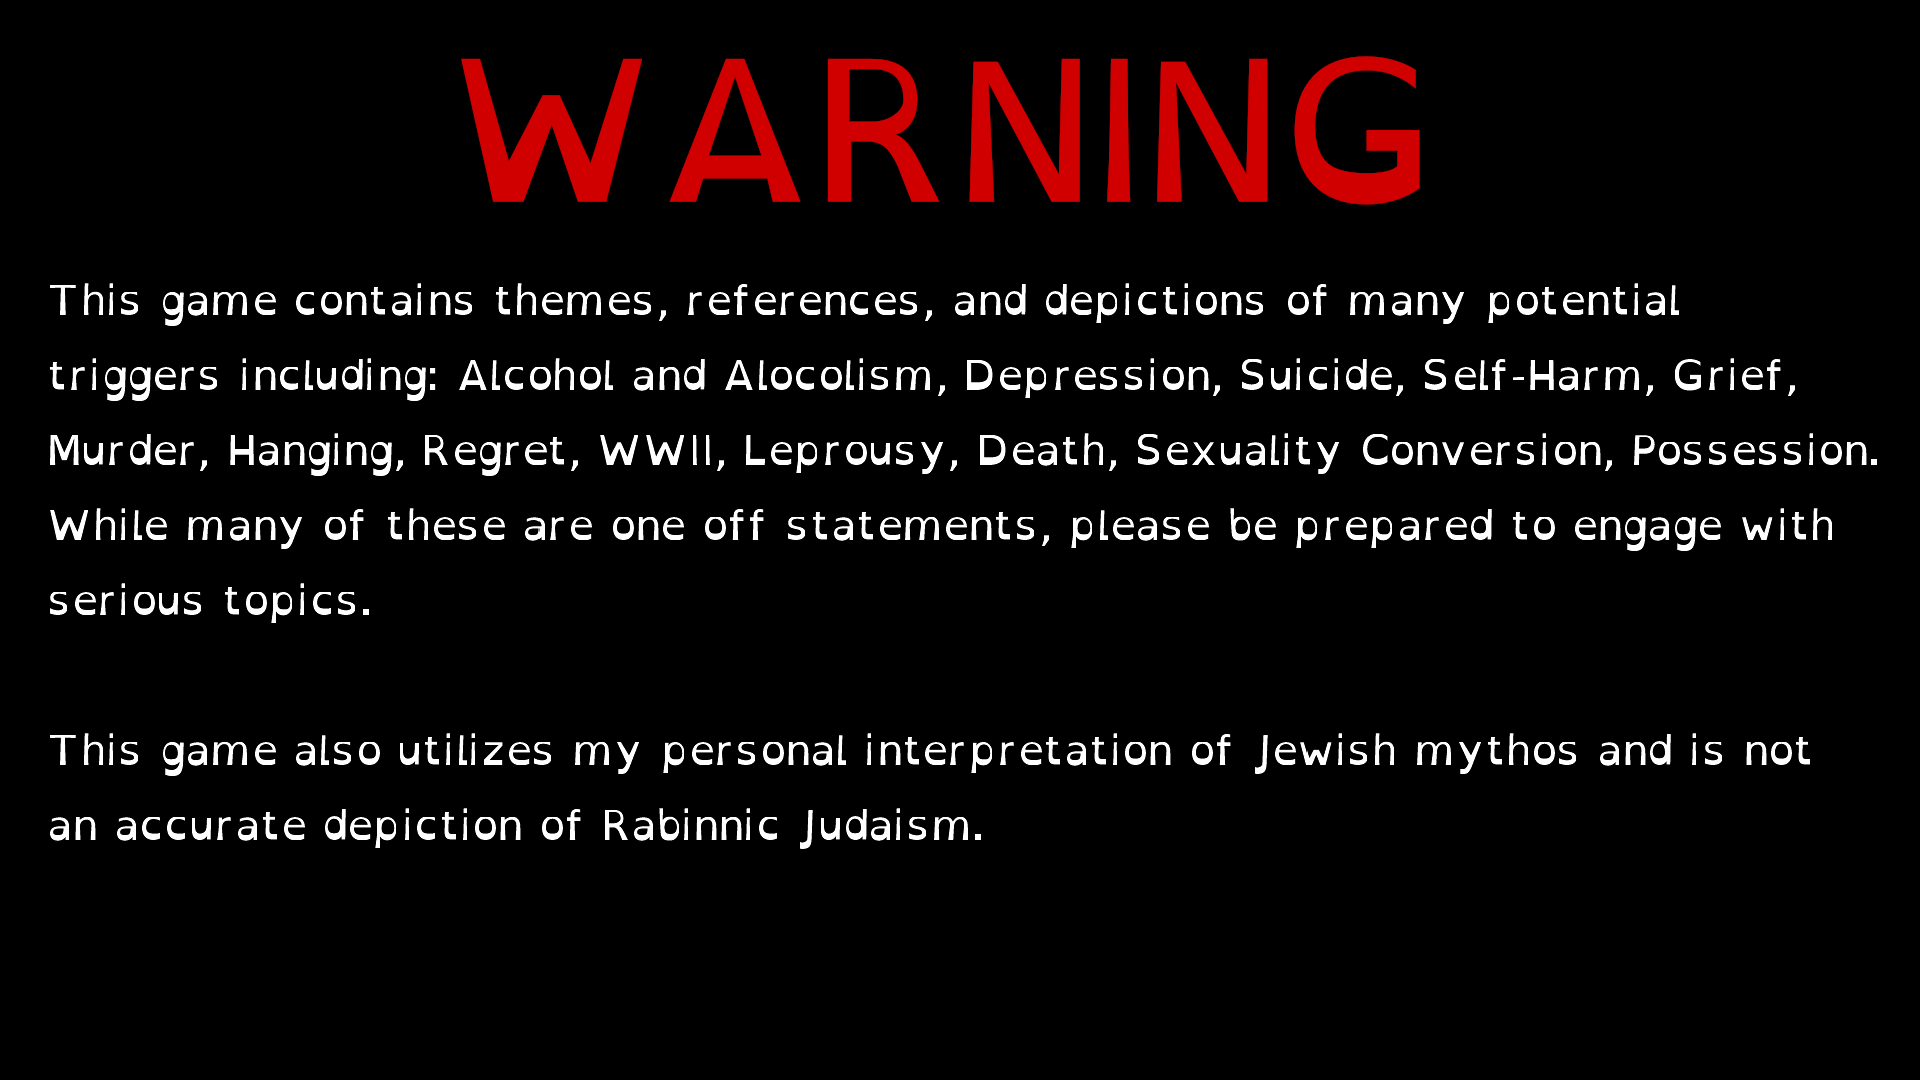 WARNING
This game contains themes, references, and depictions of many potential
triggers including: Alcohol and Alocolism, Depression, Suicide, Self-Harm, Grief,
Murder, Hanging, Regret, WWII, Leprousy, Death, Sexuality Conversion, Possession.
While many of these are one off statements, please be prepared to engage with
serious topics.
This game also utilizes my personal interpretation of Jewish mythos and is not
an accurate depiction of Rabinnic Judaism.